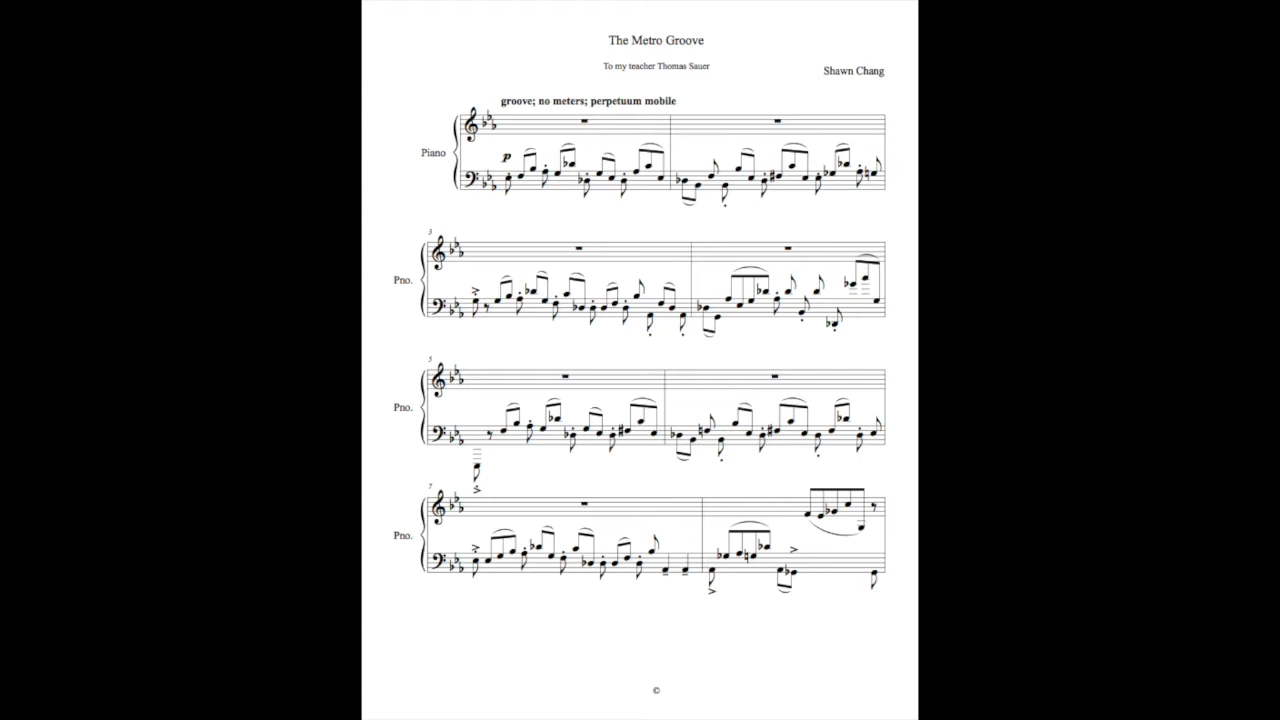 The Metro Groove
To my teacher Thomas Sauer
Shawn Chang
groove; no meters; perpetuum mobile
Piano
p
3
Pno.
5
Pno.
7
Pno.
©